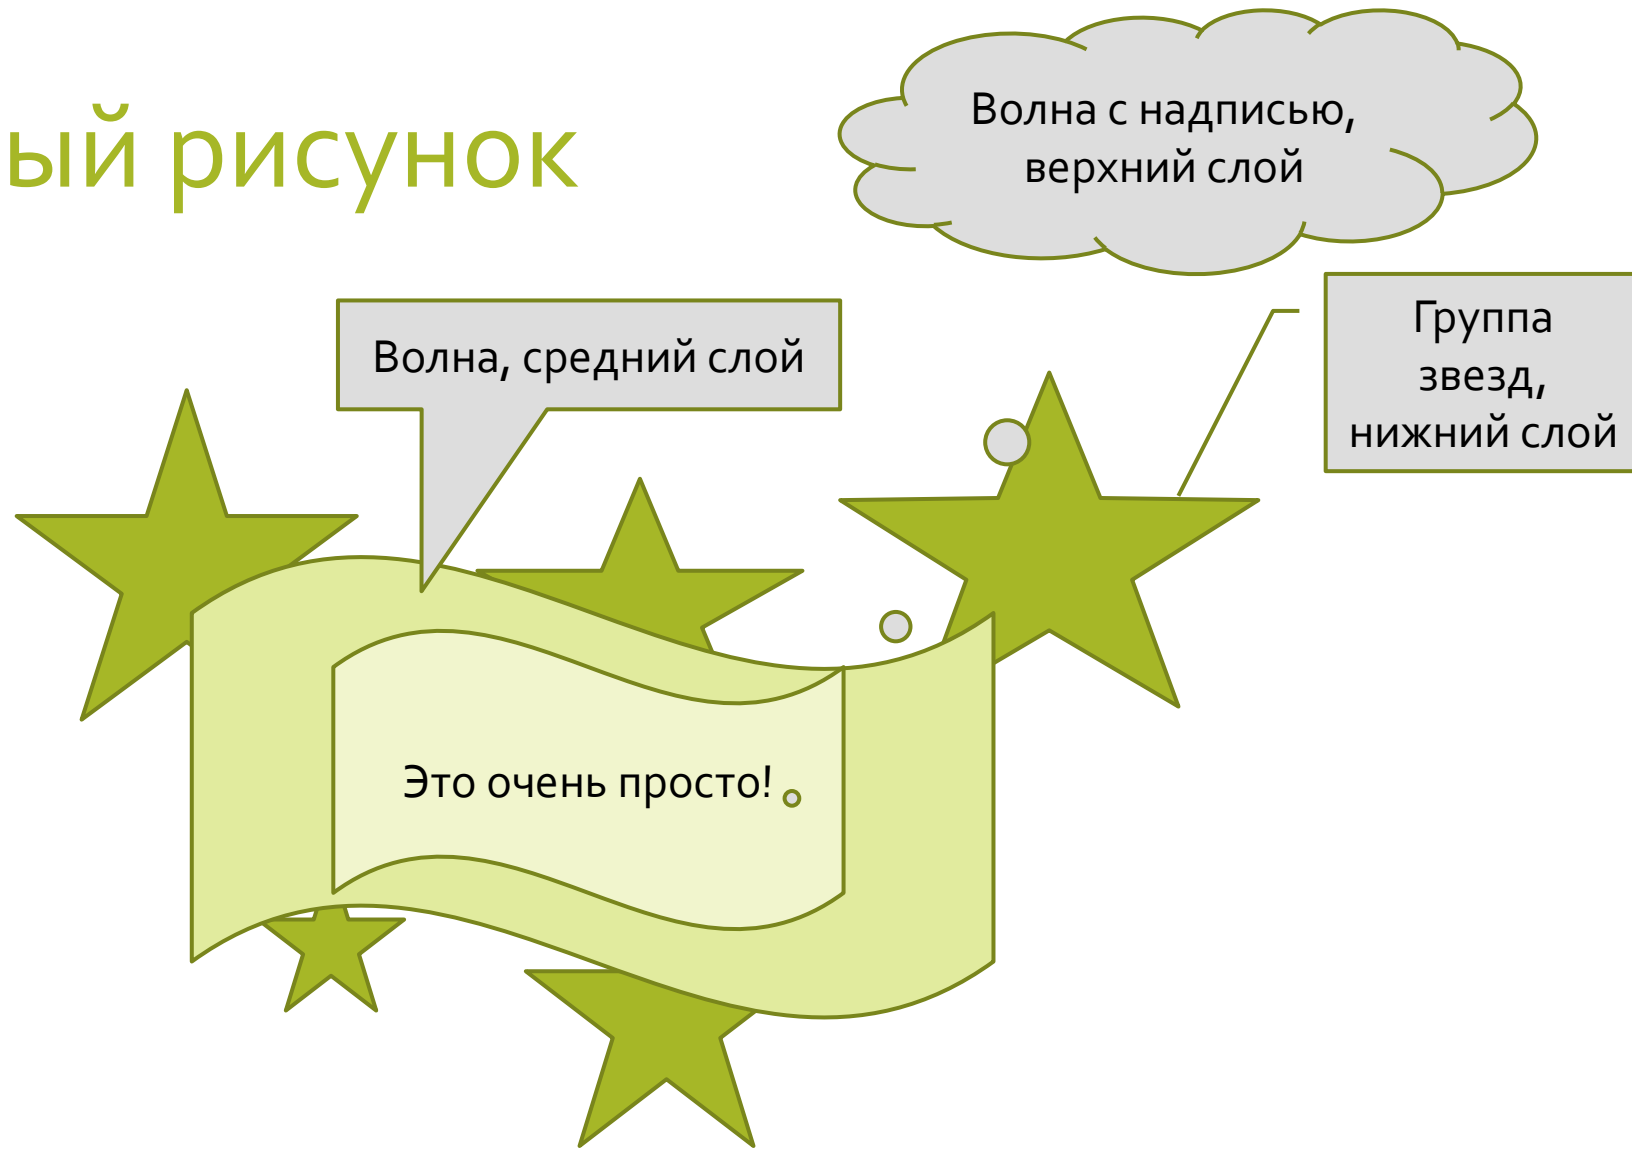 ый рисунок
Волна с надписью,
верхний слой
Волна, средний слой
Группа
звезд,
нижний слой
Это очень просто!